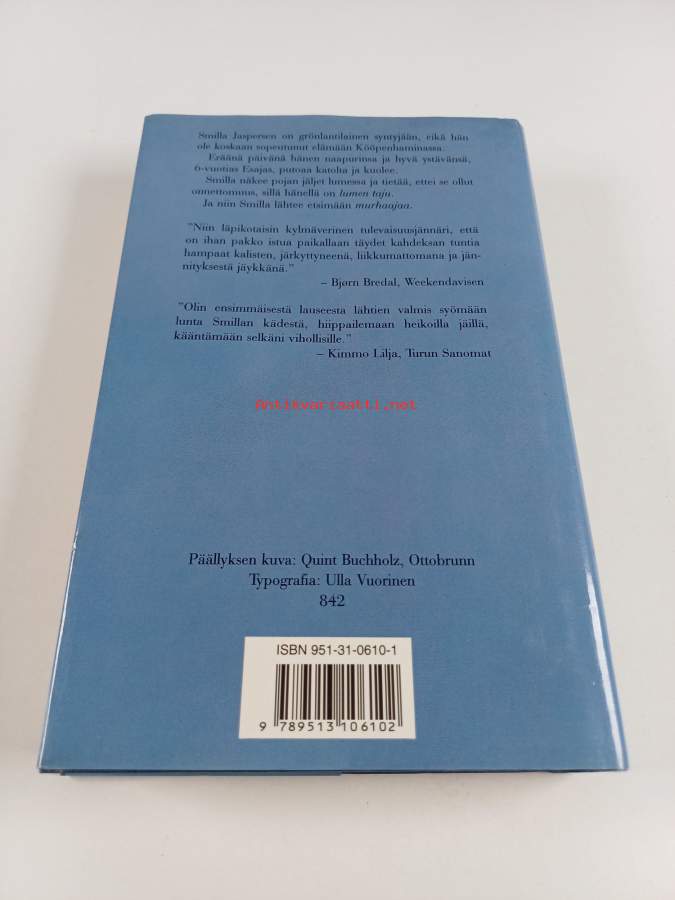 Smilla Jaspersen on grönlantilainen syntyjään, eikä hän
ole koskaan sopeutunut elämään Kööpenhaminassa.
Eräänä päivänä hänen naapurinsa ja hyvä ystävänsä,
6-vuotias Esajas, putoaa katolta ja kuolee.
Smilla näkee pojan jäljet lumessa ja tietää, ettei se ollut
onnettomuus, sillä hänellä on lumen taju.
Ja niin Smilla lähtee etsimään murhaajaa.
"Niin läpikotaisin kylmäverinen tulevaisuusjännäri, että
on ihan pakko istua paikallaan täydet kahdeksan tuntia
hampaat kalisten, järkyttyneenä, liikkumattomana ja jän-
nityksestä jäykkänä."
– Bjørn Bredal, Weekendavisen
"Olin ensimmäisestä lauseesta lähtien valmis syömään
lunta Smillan kädestä, hiippailemaan heikoilla jäillä,
kääntämään selkäni vihollisille."
– Kimmo Lilja, Turun Sanomat
Antikvariaatti.net
Päällyksen kuva: Quint Buchholz, Ottobrunn
Typografia: Ulla Vuorinen
842
ISBN 951-31-0610-1
9 789513 106102